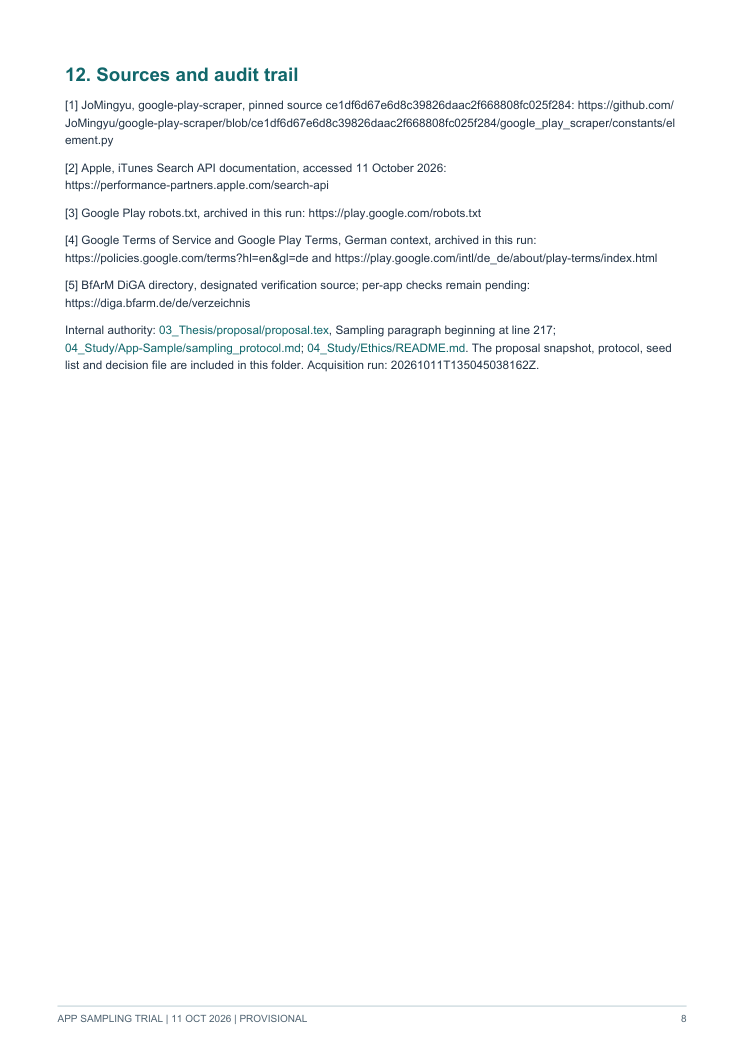 12. Sources and audit trail
[1] JoMingyu, google-play-scraper, pinned source ce1df6d67e6d8c39826daac2f668808fc025f284: https://github.com/
JoMingyu/google-play-scraper/blob/ce1df6d67e6d8c39826daac2f668808fc025f284/google_play_scraper/constants/el
ement.py
[2] Apple, iTunes Search API documentation, accessed 11 October 2026:
https://performance-partners.apple.com/search-api
[3] Google Play robots.txt, archived in this run: https://play.google.com/robots.txt
[4] Google Terms of Service and Google Play Terms, German context, archived in this run:
https://policies.google.com/terms?hl=en&gl=de and https://play.google.com/intl/de_de/about/play-terms/index.html
[5] BfArM DiGA directory, designated verification source; per-app checks remain pending:
https://diga.bfarm.de/de/verzeichnis
Internal authority: 03_Thesis/proposal/proposal.tex, Sampling paragraph beginning at line 217;
04_Study/App-Sample/sampling_protocol.md; 04_Study/Ethics/README.md. The proposal snapshot, protocol, seed
list and decision file are included in this folder. Acquisition run: 20261011T135045038162Z.
APP SAMPLING TRIAL | 11 OCT 2026 | PROVISIONAL
8